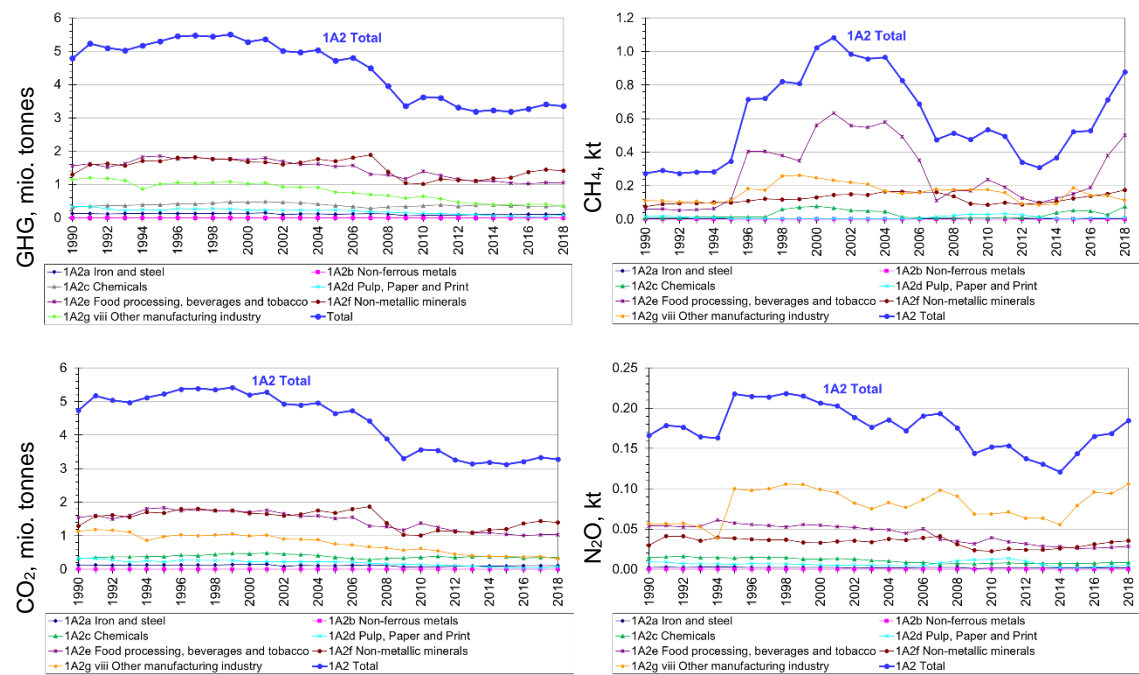 GHG, mio. tonnes
6
5
4
3
2
1
0
1A2 Total
1990 1992 1994 1996 1998 2000 2002 2004 2006 2008 2010 2012 2014 2016 2018
1A2a Iron and steel 1A2b Non-ferrous metals
1A2c Chemicals 1A2d Pulp, Paper and Print
1A2e Food processing, beverages and tobacco 1A2f Non-metallic minerals
1A2g viii Other manufacturing industry Total
CH4, kt
1.2
1.0
0.8
0.6
0.4
0.2
0.0
1A2 Total
1990 1992 1994 1996 1998 2000 2002 2004 2006 2008 2010 2012 2014 2016 2018
1A2a Iron and steel 1A2b Non-ferrous metals
1A2c Chemicals 1A2d Pulp, Paper and Print
1A2e Food processing, beverages and tobacco 1A2f Non-metallic minerals
1A2g viii Other manufacturing industry 1A2 Total
CO2, mio. tonnes
6
5
4
3
2
1
0
1A2 Total
1990 1992 1994 1996 1998 2000 2002 2004 2006 2008 2010 2012 2014 2016 2018
1A2a Iron and steel 1A2b Non-ferrous metals
1A2c Chemicals 1A2d Pulp, Paper and Print
1A2e Food processing, beverages and tobacco 1A2f Non-metallic minerals
1A2g viii Other manufacturing industry 1A2 Total
N2O, kt
0.25
0.20
0.15
0.10
0.05
0.00
1A2 Total
1990 1992 1994 1996 1998 2000 2002 2004 2006 2008 2010 2012 2014 2016 2018
1A2a Iron and steel 1A2b Non-ferrous metals
1A2c Chemicals 1A2d Pulp, Paper and Print
1A2e Food processing, beverages and tobacco 1A2f Non-metallic minerals
1A2g viii Other manufacturing industry 1A2 Total